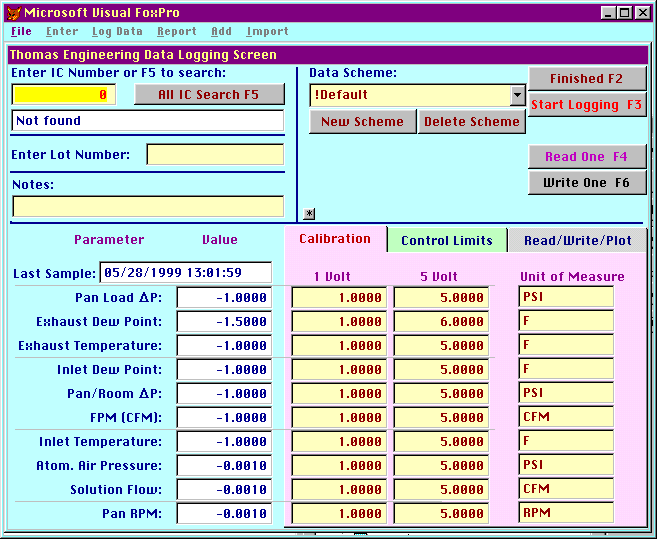 Microsoft Visual FoxPro
File Enter Log Data Report Add Import
Thomas Engineering Data Logging Screen
Enter IC Number or F5 to search:
0 All IC Search F5
Not found
Enter Lot Number:
Notes:
Data Scheme:
!Default
New Scheme Delete Scheme
Finished F2
Start Logging F3
Read One F4
Write One F6
*
Parameter Value
Calibration Control Limits Read/Write/Plot
Last Sample: 05/28/1999 13:01:59
1 Volt 5 Volt Unit of Measure
Pan Load ΔP: -1.0000 1.0000 5.0000 PSI
Exhaust Dew Point: -1.5000 1.0000 6.0000 F
Exhaust Temperature: -1.0000 1.0000 5.0000 F
Inlet Dew Point: -1.0000 1.0000 5.0000 F
Pan/Room ΔP: -1.0000 1.0000 5.0000 PSI
FPM (CFM): -1.0000 1.0000 5.0000 CFM
Inlet Temperature: -1.0000 1.0000 5.0000 F
Atom. Air Pressure: -0.0010 1.0000 5.0000 PSI
Solution Flow: -0.0010 1.0000 5.0000 CFM
Pan RPM: -0.0010 1.0000 5.0000 RPM